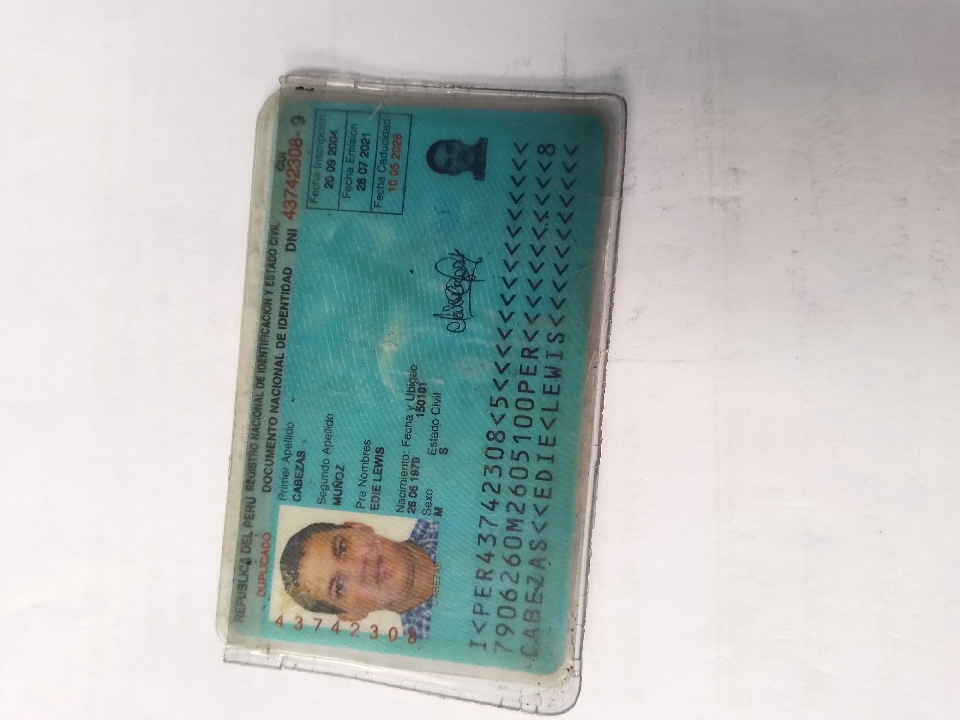 REPUBLICA DEL PERU REGISTRO NACIONAL DE IDENTIFICACION Y ESTADO CIVIL
DUPLICADO
DOCUMENTO NACIONAL DE IDENTIDAD DNI
CUI
43742308-9
Primer Apellido
CABEZAS
Segundo Apellido
MUÑOZ
Pre Nombres
EDIE LEWIS
Nacimiento: Fecha y Ubigeo
26 06 1979 150101
Sexo Estado Civil
M S
Fecha Inscripción
20 09 2004
Fecha Emisión
28 07 2021
Fecha Caducidad
10 05 2026
43742308
CABEZAS
I<PER43742308<5<<<<<<<<<<<<<<<
7906260M2605100PER<<<<<<<<<<<8
CABEZAS<<EDIE<LEWIS<<<<<<<<<<<